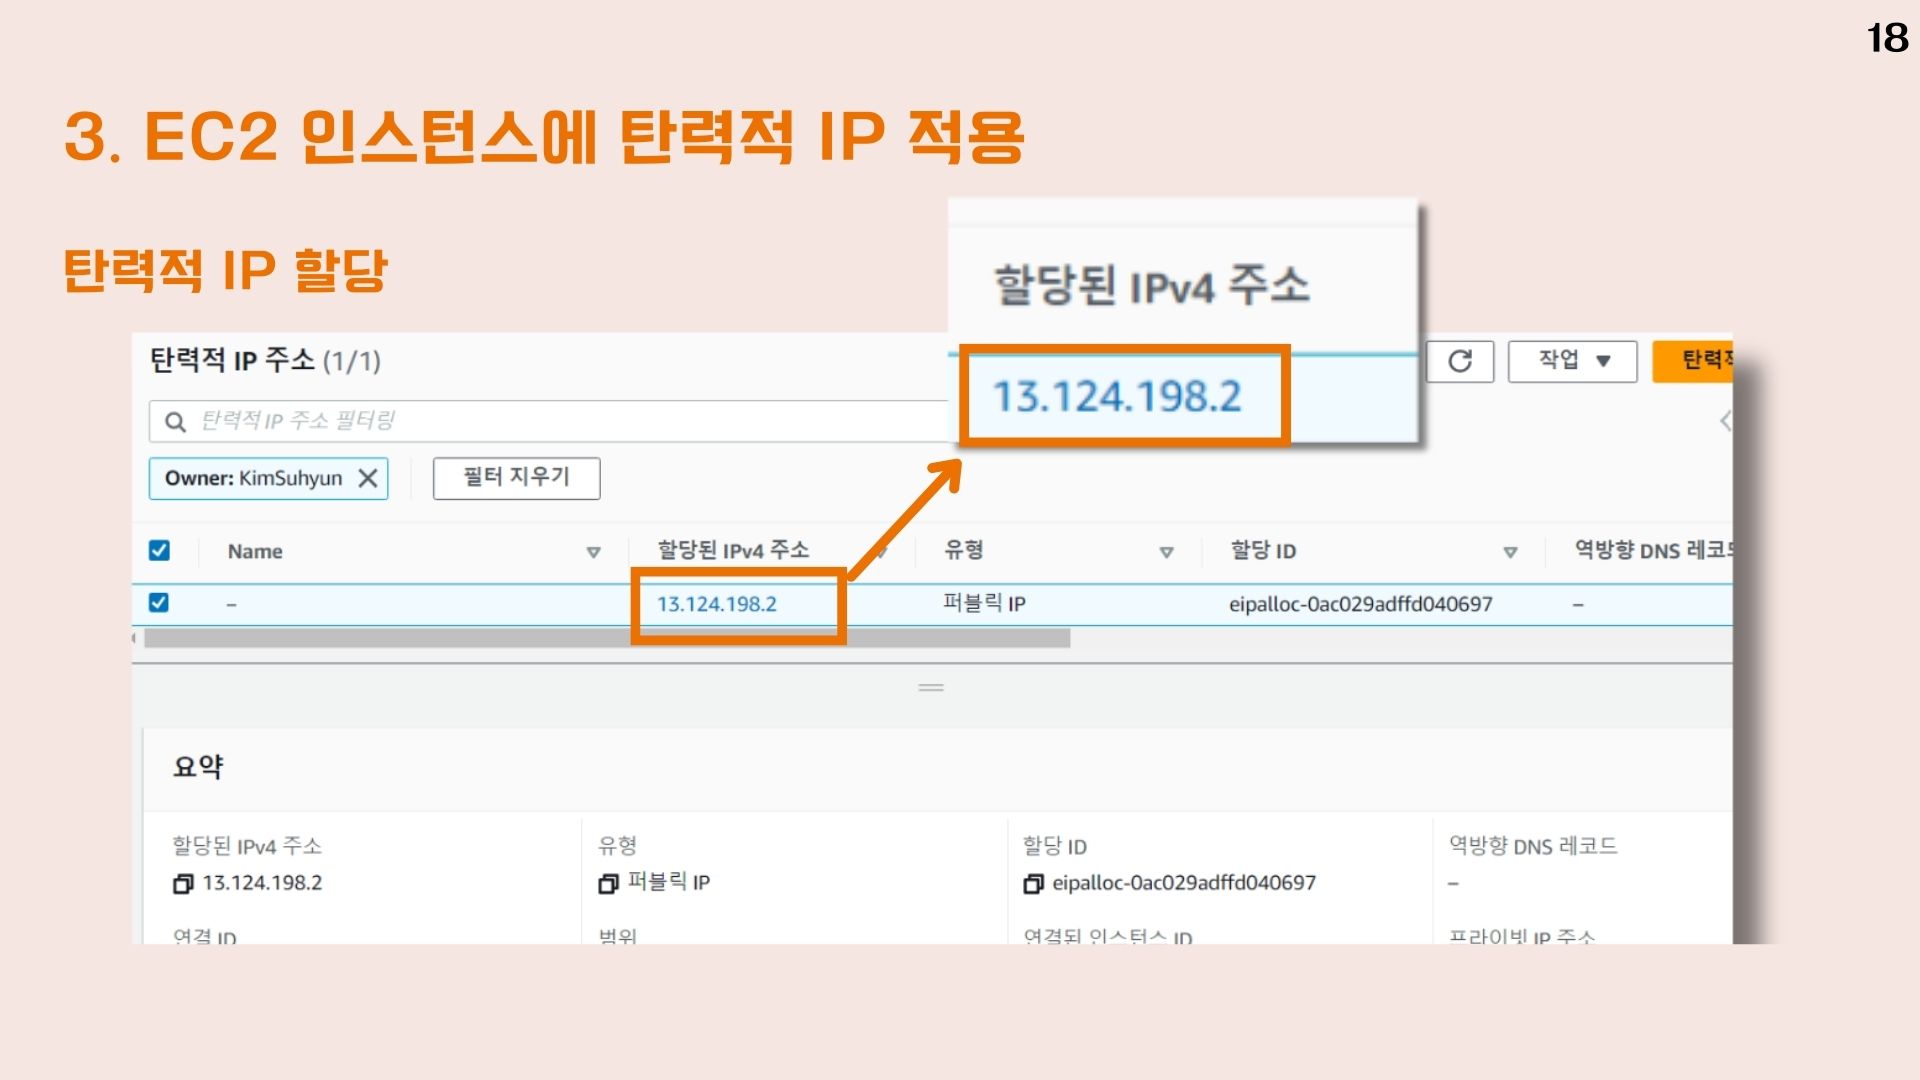 18
3. EC2 인스턴스에 탄력적 IP 적용
탄력적 IP 할당
할당된 IPv4 주소
13.124.198.2
탄력적 IP 주소 (1/1)
작업
탄력적
탄력적 IP 주소 필터링
Owner: KimSuhyun
필터 지우기
Name 할당된 IPv4 주소 유형 할당 ID 역방향 DNS 레코드
– 13.124.198.2 퍼블릭 IP eipalloc-0ac029adffd040697 –
요약
할당된 IPv4 주소 유형 할당 ID 역방향 DNS 레코드
13.124.198.2 퍼블릭 IP eipalloc-0ac029adffd040697 –
연결 ID 범위 연결된 인스턴스 ID 프라이빗 IP 주소